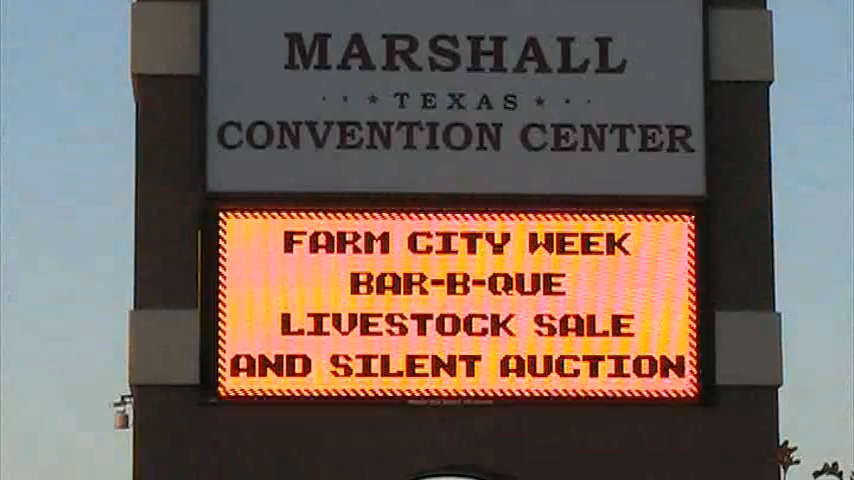 MARSHALL
TEXAS
CONVENTION CENTER
FARM CITY WEEK
BAR-B-QUE
LIVESTOCK SALE
AND SILENT AUCTION